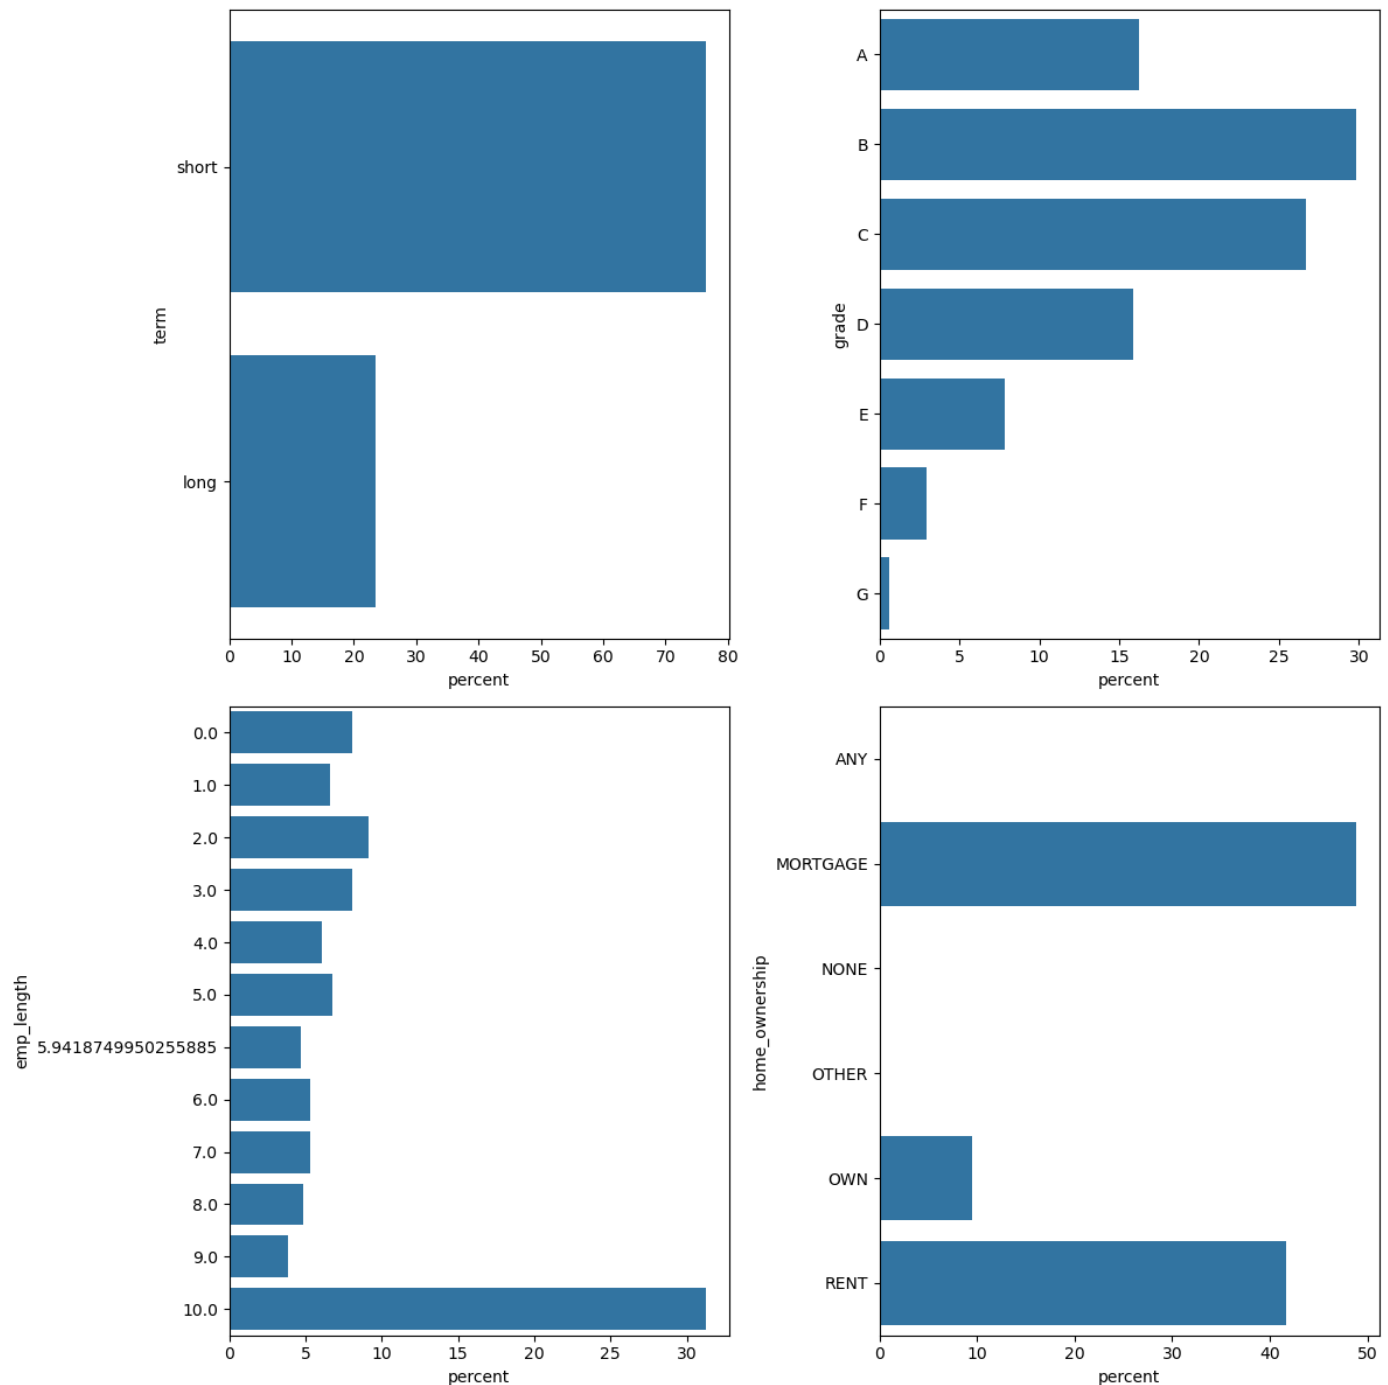 term
short
long
0 10 20 30 40 50 60 70 80
percent
grade
A
B
C
D
E
F
G
0 5 10 15 20 25 30
percent
emp_length
0.0
1.0
2.0
3.0
4.0
5.0
5.9418749950255885
6.0
7.0
8.0
9.0
10.0
0 5 10 15 20 25 30
percent
home_ownership
ANY
MORTGAGE
NONE
OTHER
OWN
RENT
0 10 20 30 40 50
percent